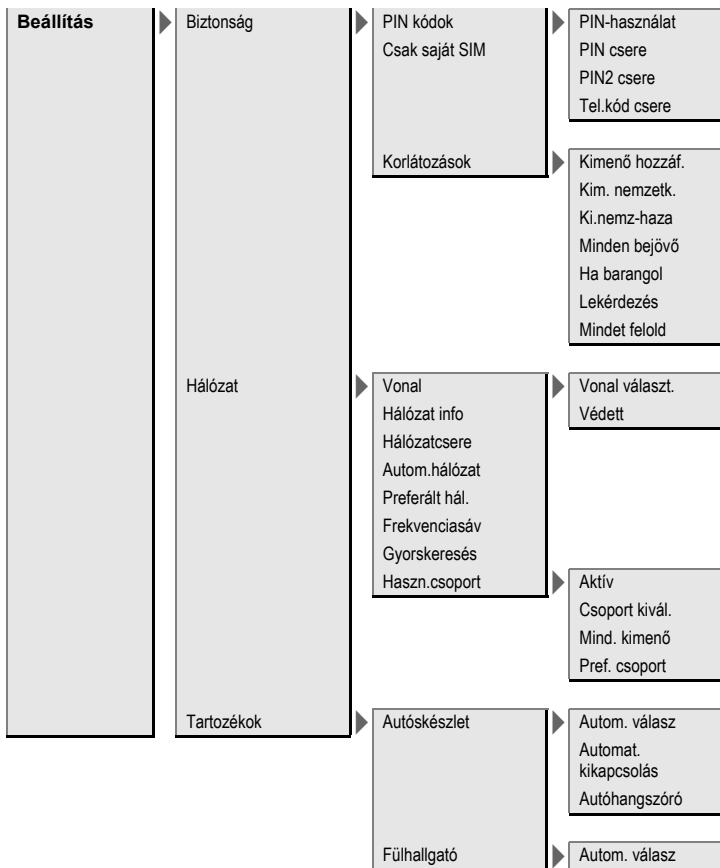 Beállítás
Biztonság
PIN kódok
PIN-használat
PIN csere
PIN2 csere
Tel.kód csere
Csak saját SIM
Korlátozások
Kimenő hozzáf.
Kim. nemzetk.
Ki.nemz-haza
Minden bejövő
Ha barangol
Lekérdezés
Mindet felold
Hálózat
Vonal
Vonal választ.
Védett
Hálózat info
Hálózatcsere
Autom.hálózat
Preferált hál.
Frekvenciasáv
Gyorskeresés
Haszn.csoport
Aktív
Csoport kivál.
Mind. kimenő
Pref. csoport
Tartozékok
Autóskészlet
Autom. válasz
Automat.
kikapcsolás
Autóhangszóró
Fülhallgató
Autom. válasz